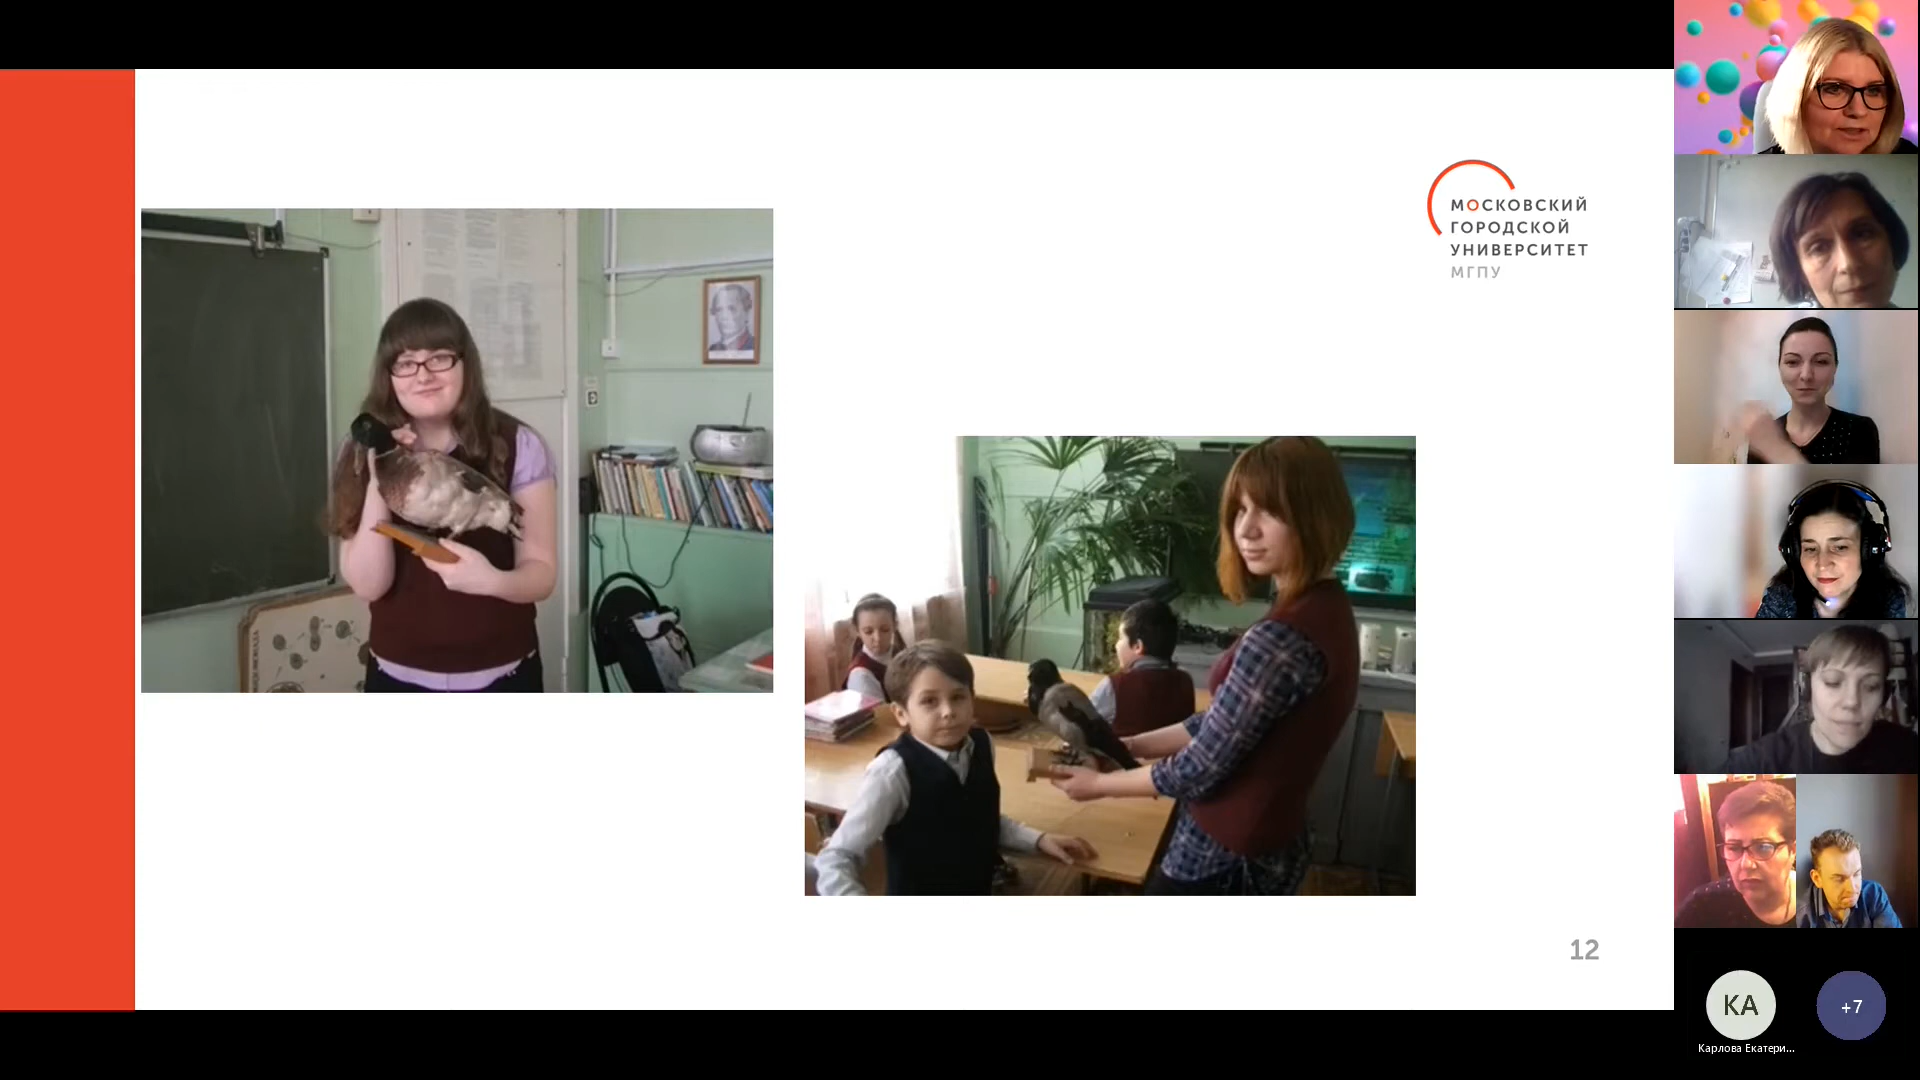 МОСКОВСКИЙ
ГОРОДСКОЙ
УНИВЕРСИТЕТ
МГПУ
12
КА
Карлова Екатери...
+7